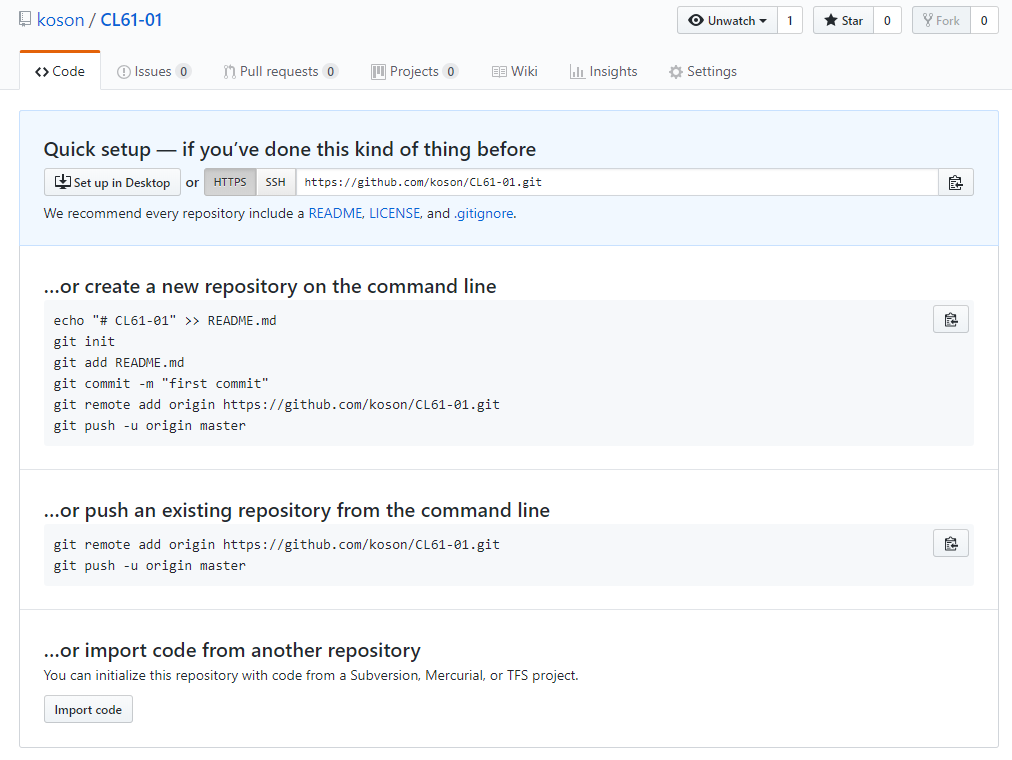 koson / CL61-01
Unwatch 1 Star 0 Fork 0
Code Issues 0 Pull requests 0 Projects 0 Wiki Insights Settings
Quick setup — if you’ve done this kind of thing before
Set up in Desktop or HTTPS SSH https://github.com/koson/CL61-01.git
We recommend every repository include a README, LICENSE, and .gitignore.
…or create a new repository on the command line
echo "# CL61-01" >> README.md
git init
git add README.md
git commit -m "first commit"
git remote add origin https://github.com/koson/CL61-01.git
git push -u origin master
…or push an existing repository from the command line
git remote add origin https://github.com/koson/CL61-01.git
git push -u origin master
…or import code from another repository
You can initialize this repository with code from a Subversion, Mercurial, or TFS project.
Import code